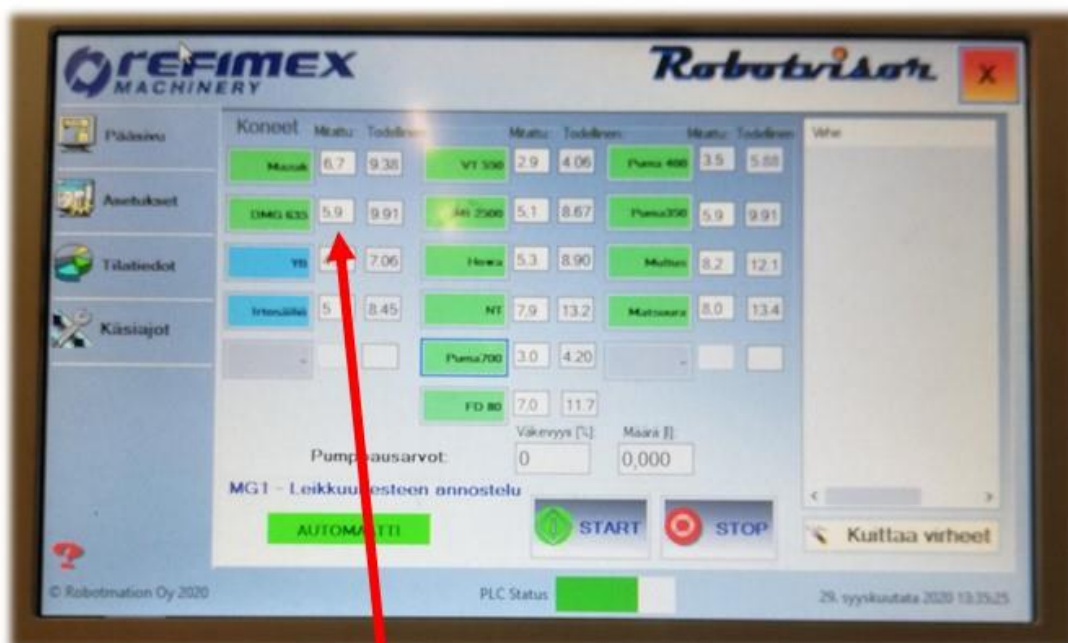 REFIMEX
MACHINERY
Robotvisor
X
Pääsivu
Asetukset
Tilatiedot
Käsiajot
Koneet Mitattu: Todellinen: Mitattu: Todellinen: Mitattu: Todellinen: Virhe
Mazak 6.7 9.38 VT 550 2.9 4.06 Puma 400 3.5 5.88
DMG 635 5.9 9.91 2500 5.1 8.67 Puma350 5.9 9.91
YB 7.06 Howa 5.3 8.90 Multus 8.2 12.1
Irtosäiliö 5 8.45 NT 7.9 13.2 Matsuura 8.0 13.4
- Puma700 3.0 4.20 -
FD 80 7.0 11.7
Väkevyys [%]: Määrä [l]:
Pumppausarvot: 0 0,000
MG1 - Leikkuunesteen annostelu
AUTOMAATTI START STOP
Kuittaa virheet
?
© Robotmation Oy 2020 PLC Status 29. syyskuutata 2020 13:35:25